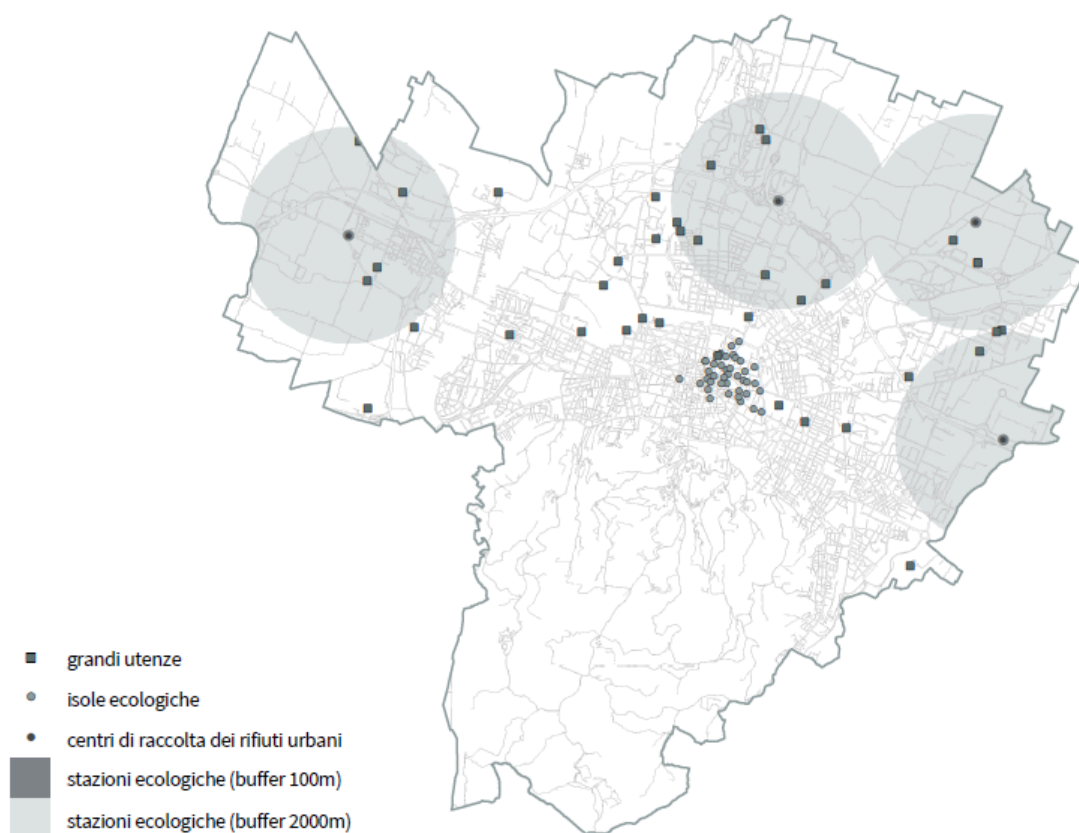 grandi utenze
isole ecologiche
centri di raccolta dei rifiuti urbani
stazioni ecologiche (buffer 100m)
stazioni ecologiche (buffer 2000m)